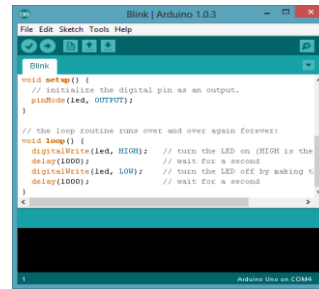 Blink | Arduino 1.0.3
File Edit Sketch Tools Help
Blink
void setup() {
  // initialize the digital pin as an output.
  pinMode(led, OUTPUT);
}
// the loop routine runs over and over again forever:
void loop() {
  digitalWrite(led, HIGH);   // turn the LED on (HIGH is the
  delay(1000);               // wait for a second
  digitalWrite(led, LOW);    // turn the LED off by making t
  delay(1000);               // wait for a second
}
1
Arduino Uno on COM4